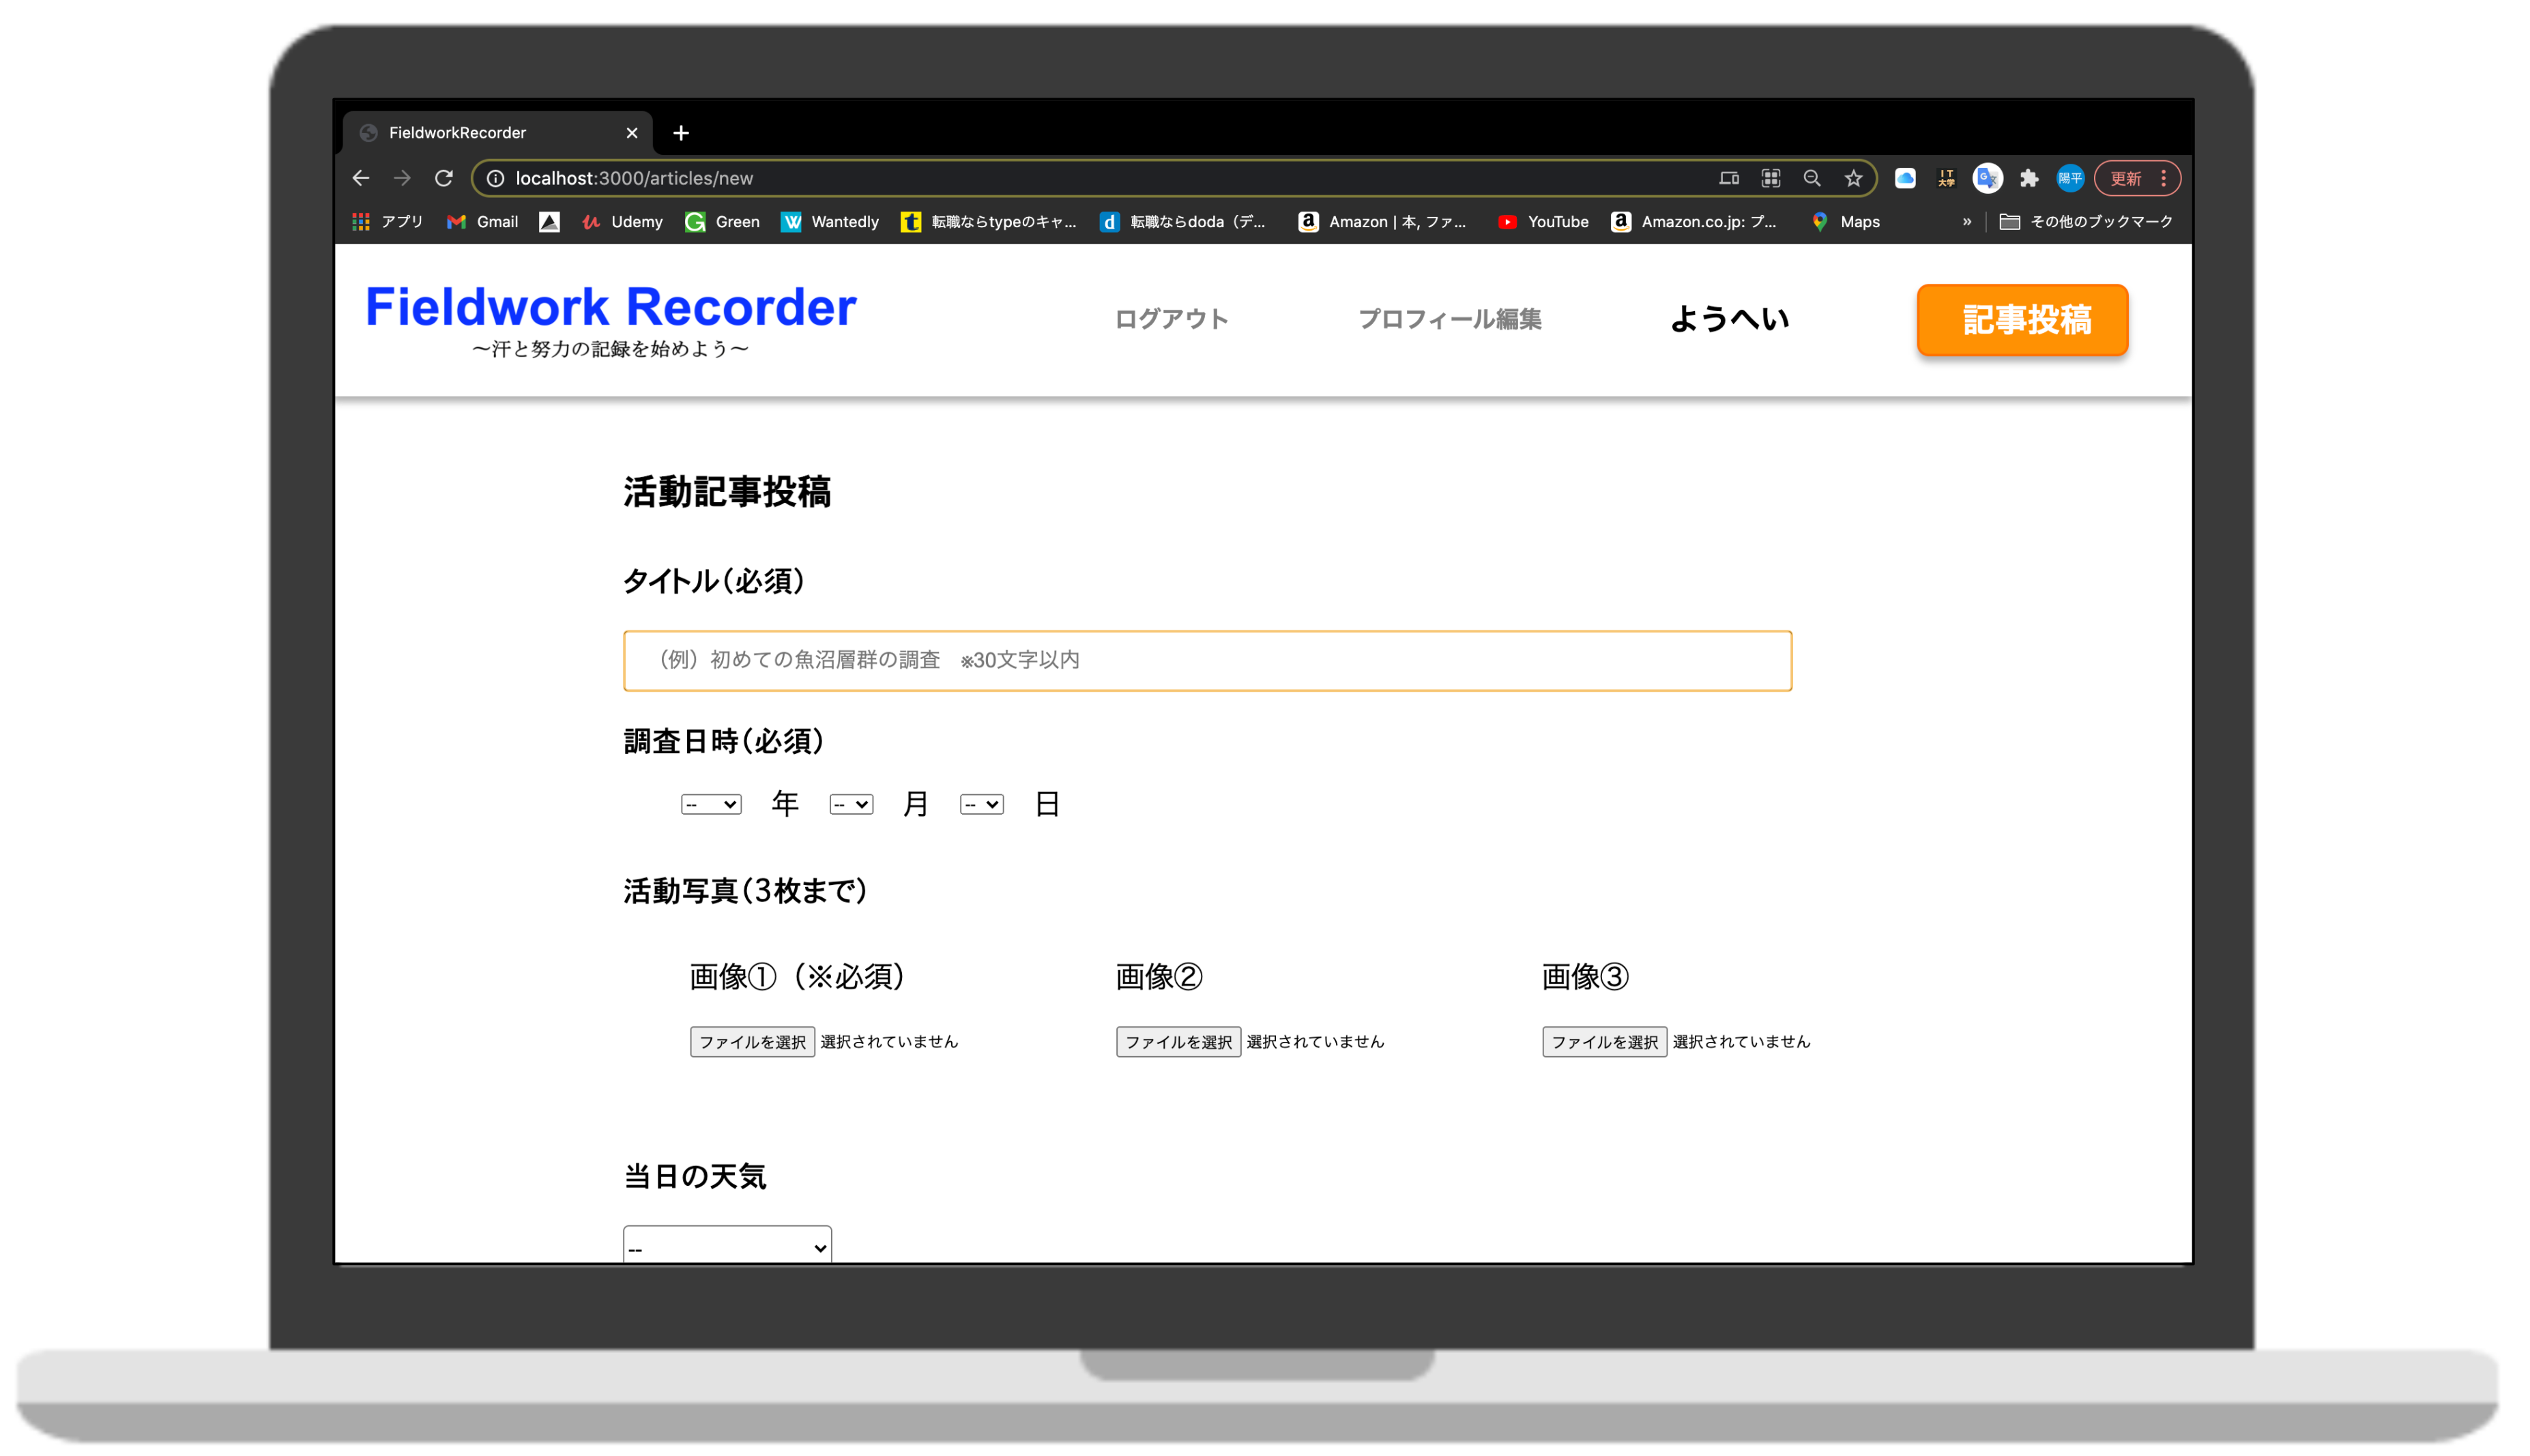 FieldworkRecorder
localhost:3000/articles/new
IT大学
陽平
更新
アプリ Gmail Udemy Green Wantedly 転職ならtypeのキャ... 転職ならdoda（デ... Amazon | 本, ファ... YouTube Amazon.co.jp: プ... Maps » その他のブックマーク
Fieldwork Recorder
〜汗と努力の記録を始めよう〜
ログアウト プロフィール編集 ようへい 記事投稿
活動記事投稿
タイトル（必須）
（例）初めての魚沼層群の調査　※30文字以内
調査日時（必須）
-- 年 -- 月 -- 日
活動写真（3枚まで）
画像①（※必須） 画像② 画像③
ファイルを選択 選択されていません ファイルを選択 選択されていません ファイルを選択 選択されていません
当日の天気
--